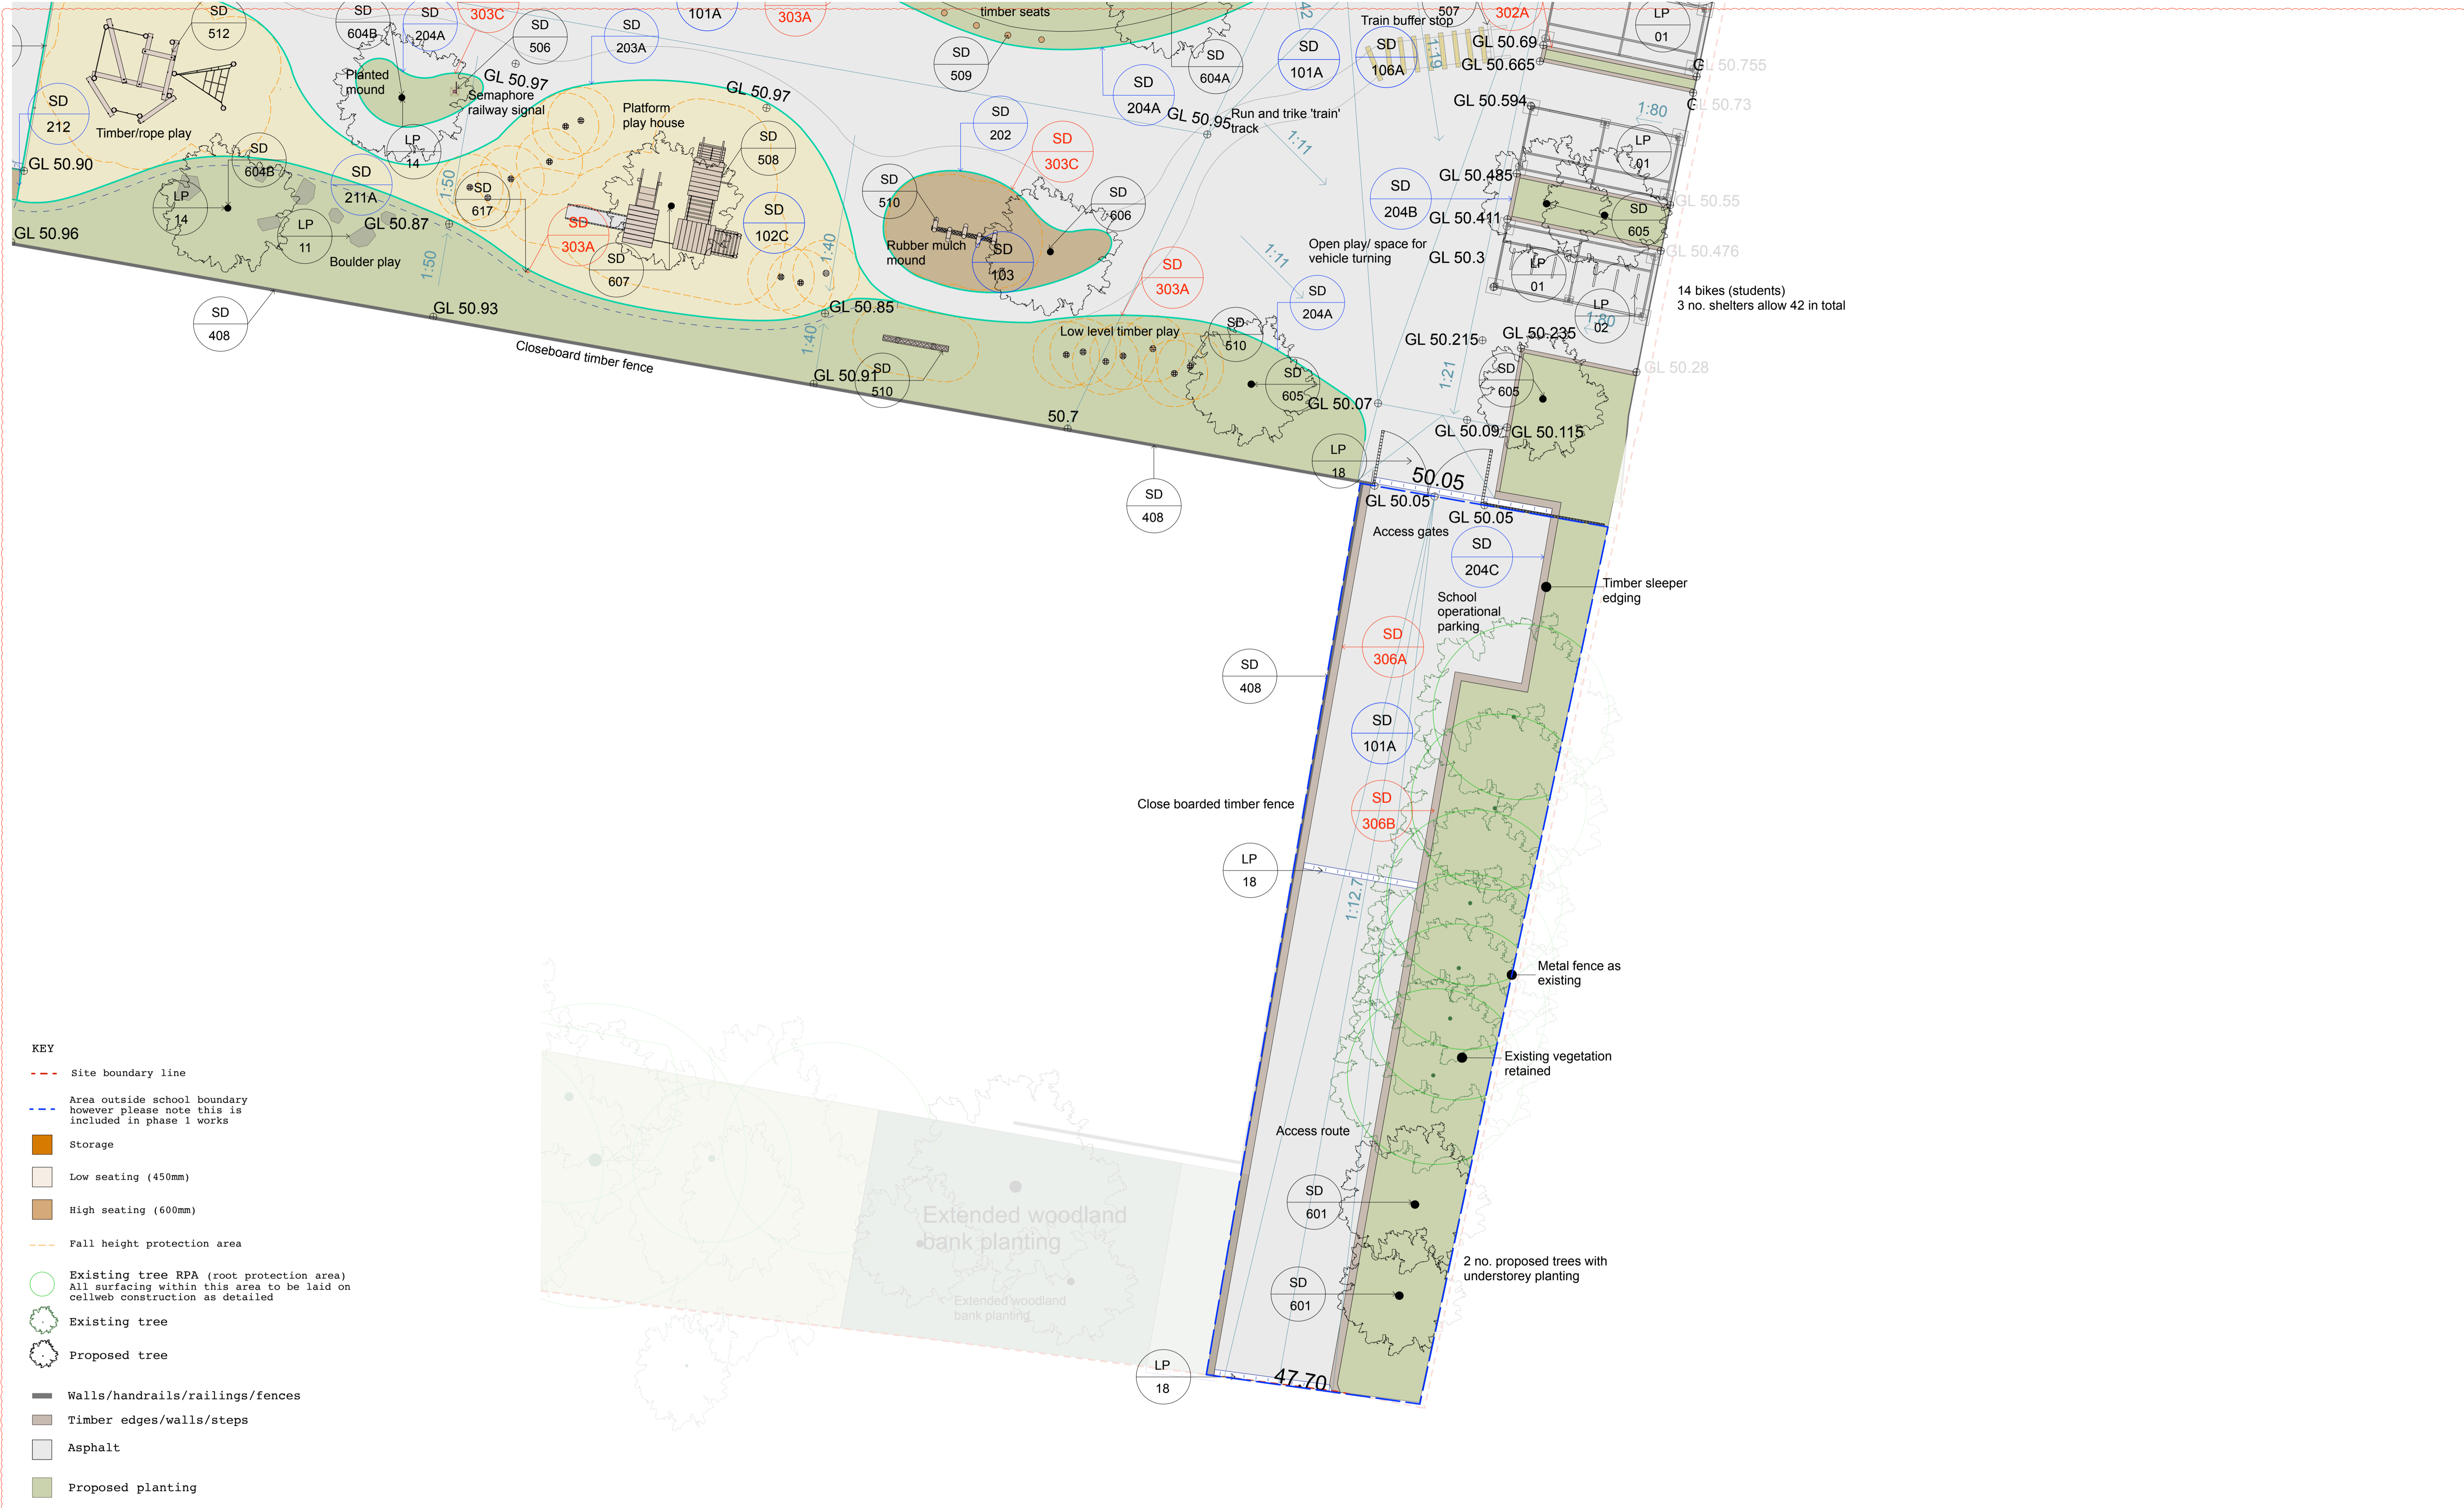 SD
512
SD
604B
SD
204A
303C
SD
506
SD
203A
101A
303A
timber seats
SD
509
SD
604A
SD
204A
42
SD
101A
Train buffer stop
SD
106A
507
302A
1:19
GL 50.69
GL 50.665
LP
01
GL 50.755
GL 50.73
Planted
mound
GL 50.97
Semaphore
railway signal
Platform
play house
GL 50.97
SD
212
Timber/rope play
LP
14
SD
508
SD
202
SD
303C
GL 50.95
Run and trike 'train'
track
1:11
GL 50.594
1:80
LP
01
GL 50.90
SD
604B
SD
211A
1:50
SD
617
SD
510
SD
606
GL 50.485
SD
204B
GL 50.411
GL 50.55
SD
605
LP
14
LP
11
GL 50.87
SD
303A
SD
102C
GL 50.96
Boulder play
1:50
SD
607
1:40
Rubber mulch
mound
SD
103
SD
303A
1:11
Open play/ space for
vehicle turning
GL 50.3
LP
01
GL 50.476
14 bikes (students)
3 no. shelters allow 42 in total
SD
204A
LP
02
1:80
SD
408
GL 50.93
GL 50.85
Low level timber play
SD
510
GL 50.215
GL 50.235
Closeboard timber fence
1:40
GL 50.91
SD
510
SD
605
1:21
SD
605
GL 50.28
50.7
GL 50.07
GL 50.09
GL 50.115
LP
18
50.05
SD
408
GL 50.05
GL 50.05
Access gates
SD
204C
Timber sleeper
edging
School
operational
parking
SD
306A
SD
408
SD
101A
Close boarded timber fence
SD
306B
LP
18
1:12.7
Metal fence as
existing
Existing vegetation
retained
Access route
SD
601
Extended woodland
bank planting
2 no. proposed trees with
understorey planting
SD
601
Extended woodland
bank planting
LP
18
47.70
KEY
Site boundary line
Area outside school boundary
however please note this is
included in phase 1 works
Storage
Low seating (450mm)
High seating (600mm)
Fall height protection area
Existing tree RPA (root protection area)
All surfacing within this area to be laid on
cellweb construction as detailed
Existing tree
Proposed tree
Walls/handrails/railings/fences
Timber edges/walls/steps
Asphalt
Proposed planting